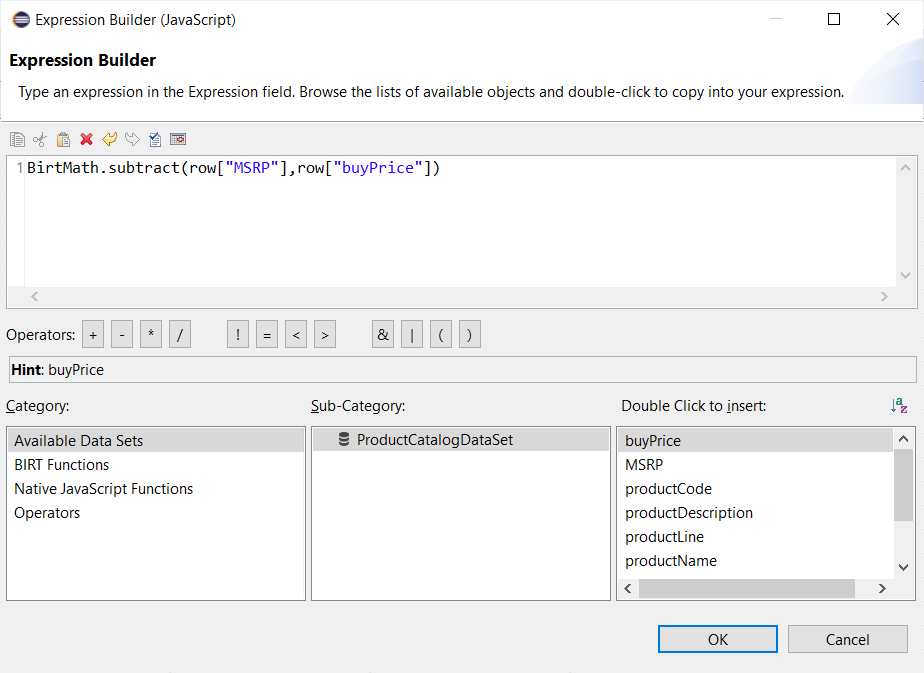 Expression Builder (JavaScript)
Expression Builder
Type an expression in the Expression field. Browse the lists of available objects and double-click to copy into your expression.
1 BirtMath.subtract(row["MSRP"],row["buyPrice"])
Operators: + - * / ! = < > & | ( )
Hint: buyPrice
Category: Sub-Category: Double Click to insert:
Available Data Sets
BIRT Functions
Native JavaScript Functions
Operators
ProductCatalogDataSet
buyPrice
MSRP
productCode
productDescription
productLine
productName
OK Cancel